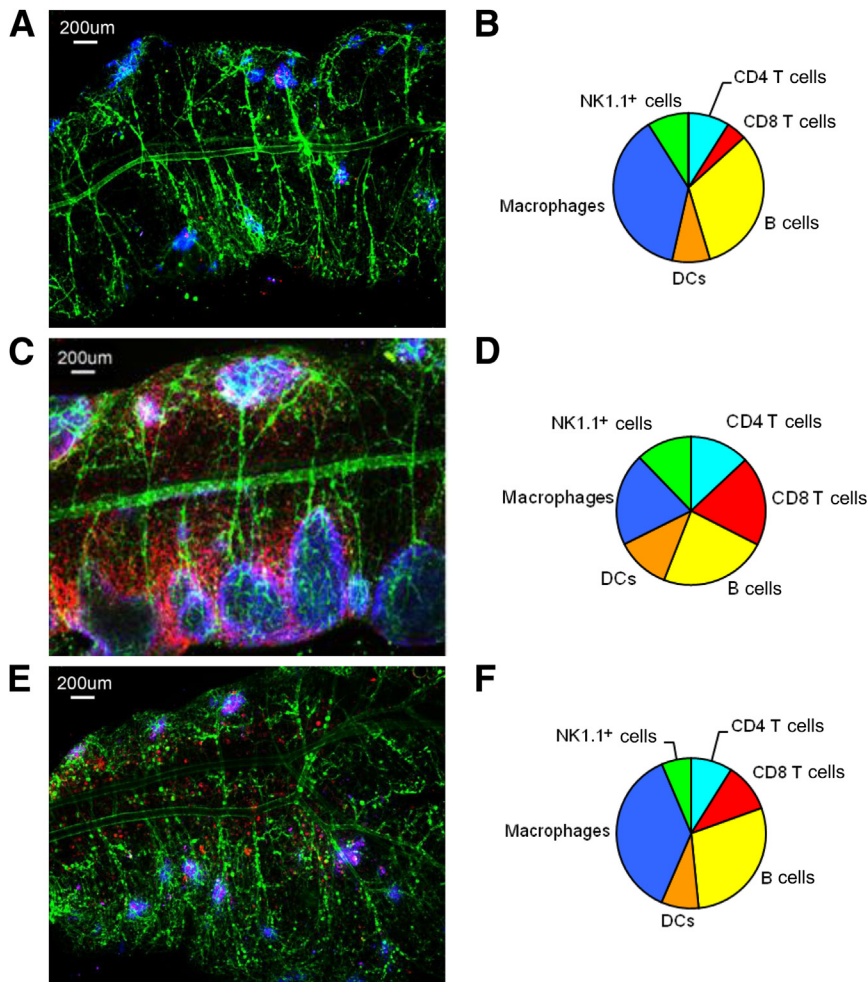 A
200um
B
NK1.1+ cells
CD4 T cells
CD8 T cells
Macrophages
B cells
DCs
C
200um
D
NK1.1+ cells
CD4 T cells
Macrophages
CD8 T cells
DCs
B cells
E
200um
F
NK1.1+ cells
CD4 T cells
CD8 T cells
Macrophages
B cells
DCs